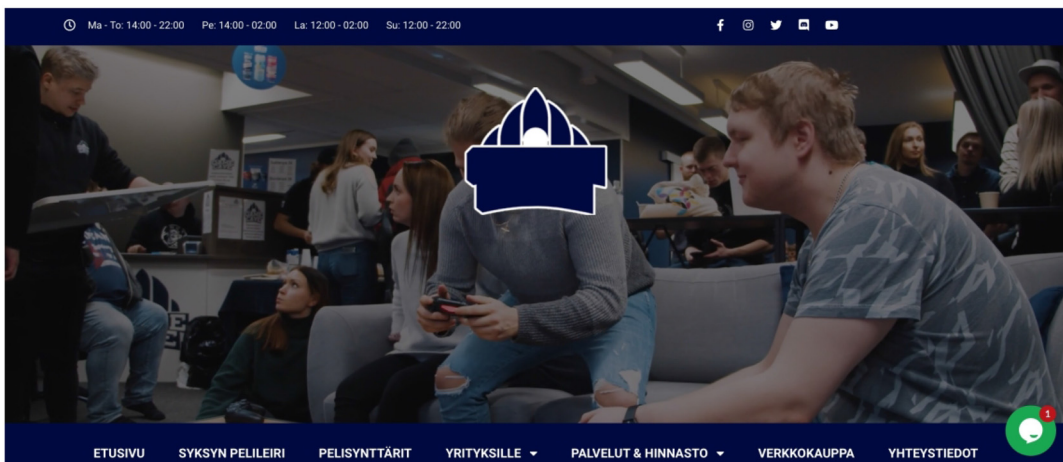 Ma - To: 14:00 - 22:00 Pe: 14:00 - 02:00 La: 12:00 - 02:00 Su: 12:00 - 22:00
1
ETUSIVU SYKSYN PELILEIRI PELISYNTTÄRIT YRITYKSILLE PALVELUT & HINNASTO VERKKOKAUPPA YHTEYSTIEDOT